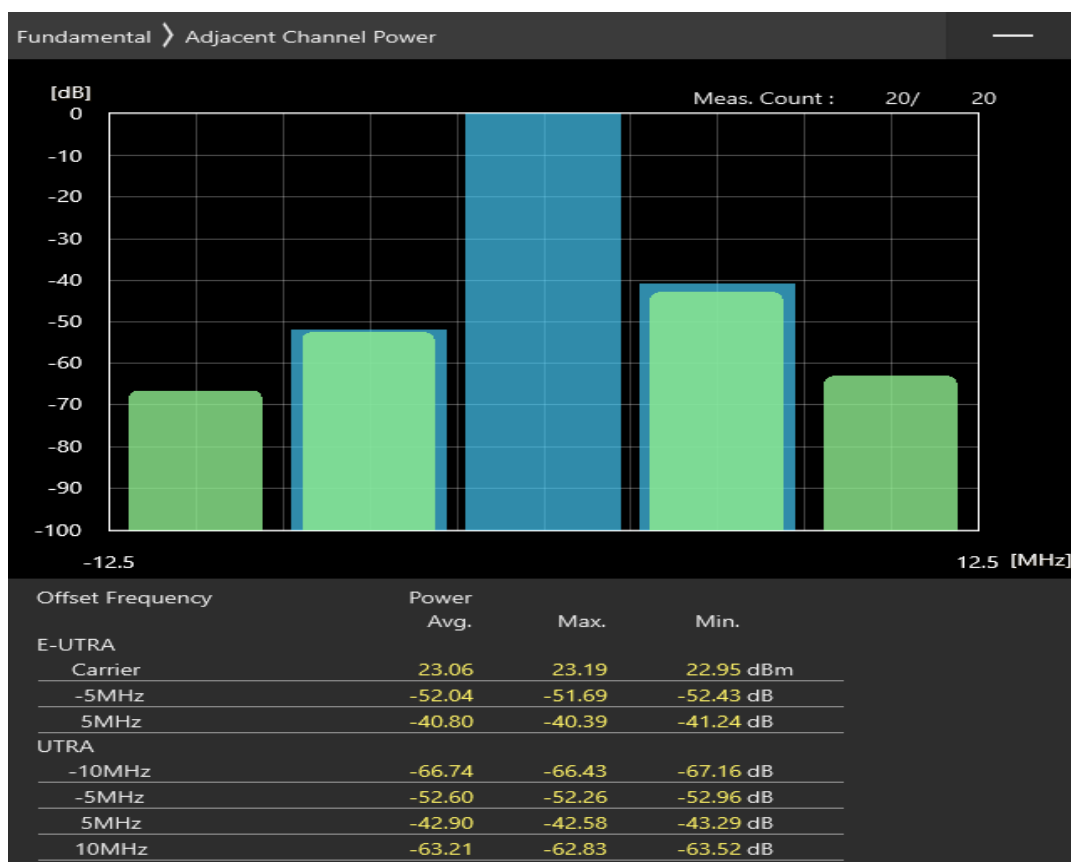 Fundamental ❯ Adjacent Channel Power
[dB]
Meas. Count : 20/ 20
0
-10
-20
-30
-40
-50
-60
-70
-80
-90
-100
-12.5 12.5 [MHz]
Offset Frequency Power
Avg. Max. Min.
E-UTRA
Carrier 23.06 23.19 22.95 dBm
-5MHz -52.04 -51.69 -52.43 dB
5MHz -40.80 -40.39 -41.24 dB
UTRA
-10MHz -66.74 -66.43 -67.16 dB
-5MHz -52.60 -52.26 -52.96 dB
5MHz -42.90 -42.58 -43.29 dB
10MHz -63.21 -62.83 -63.52 dB